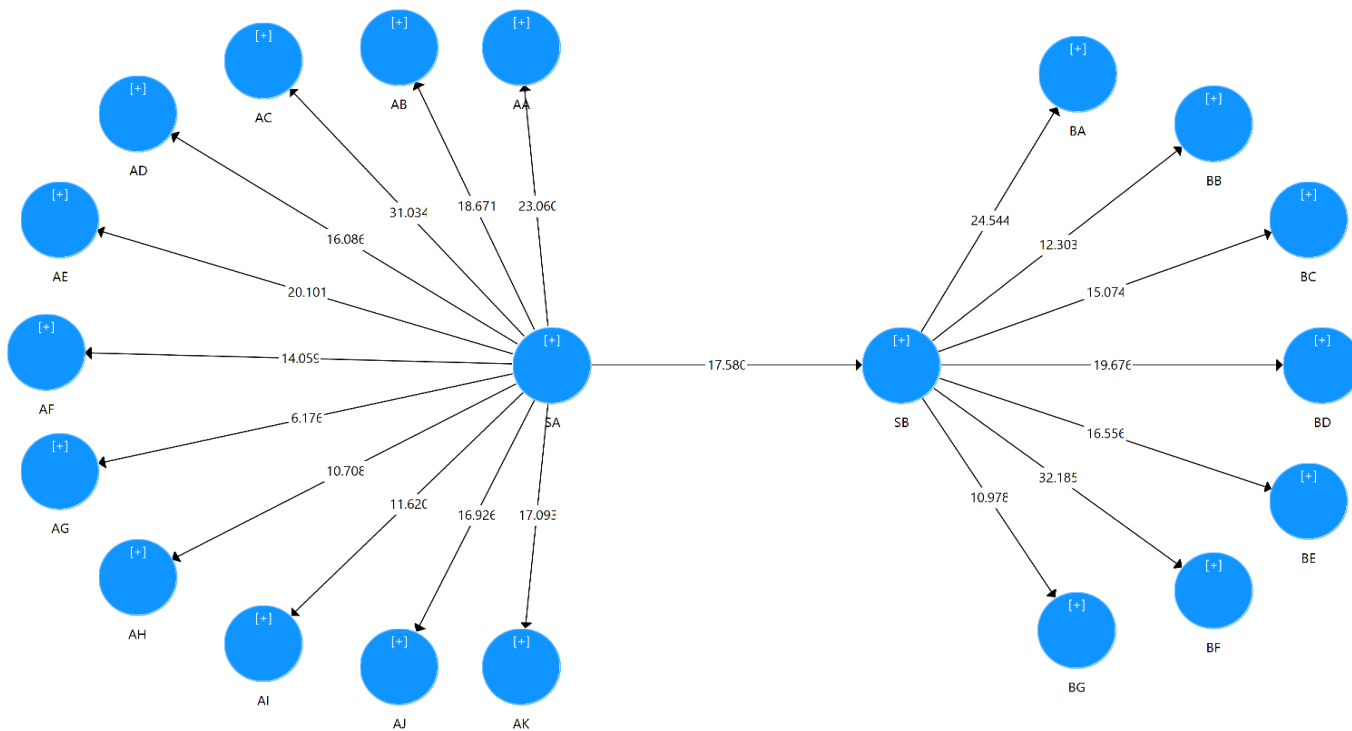 [+]
AA
[+]
AB
[+]
AC
[+]
AD
[+]
AE
[+]
AF
[+]
AG
[+]
AH
[+]
AI
[+]
AJ
[+]
AK
23.060
18.671
31.034
16.086
20.101
14.059
6.176
10.708
11.620
16.926
17.093
[+]
SA
17.580
[+]
SB
24.544
12.303
15.074
19.676
16.556
32.185
10.978
[+]
BA
[+]
BB
[+]
BC
[+]
BD
[+]
BE
[+]
BF
[+]
BG